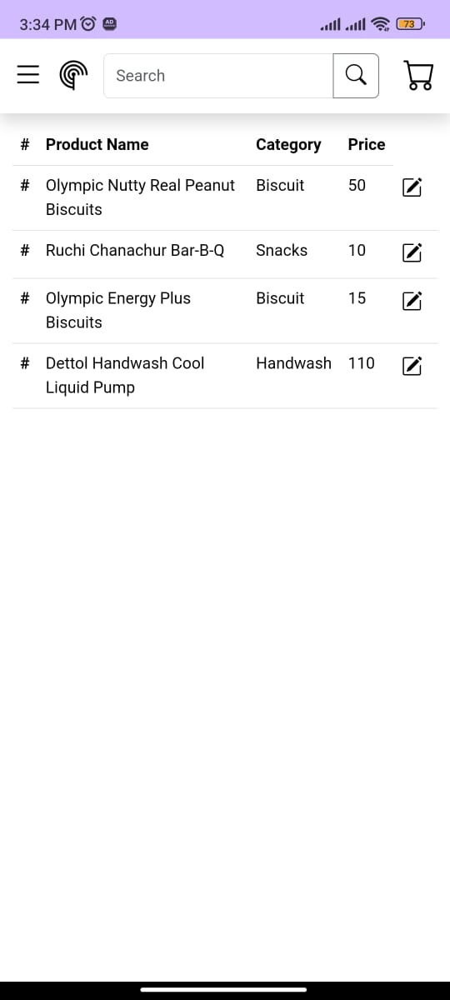 3:34 PM AD 73
Search
# Product Name Category Price
# Olympic Nutty Real Peanut Biscuit 50
Biscuits
# Ruchi Chanachur Bar-B-Q Snacks 10
# Olympic Energy Plus Biscuit 15
Biscuits
# Dettol Handwash Cool Handwash 110
Liquid Pump